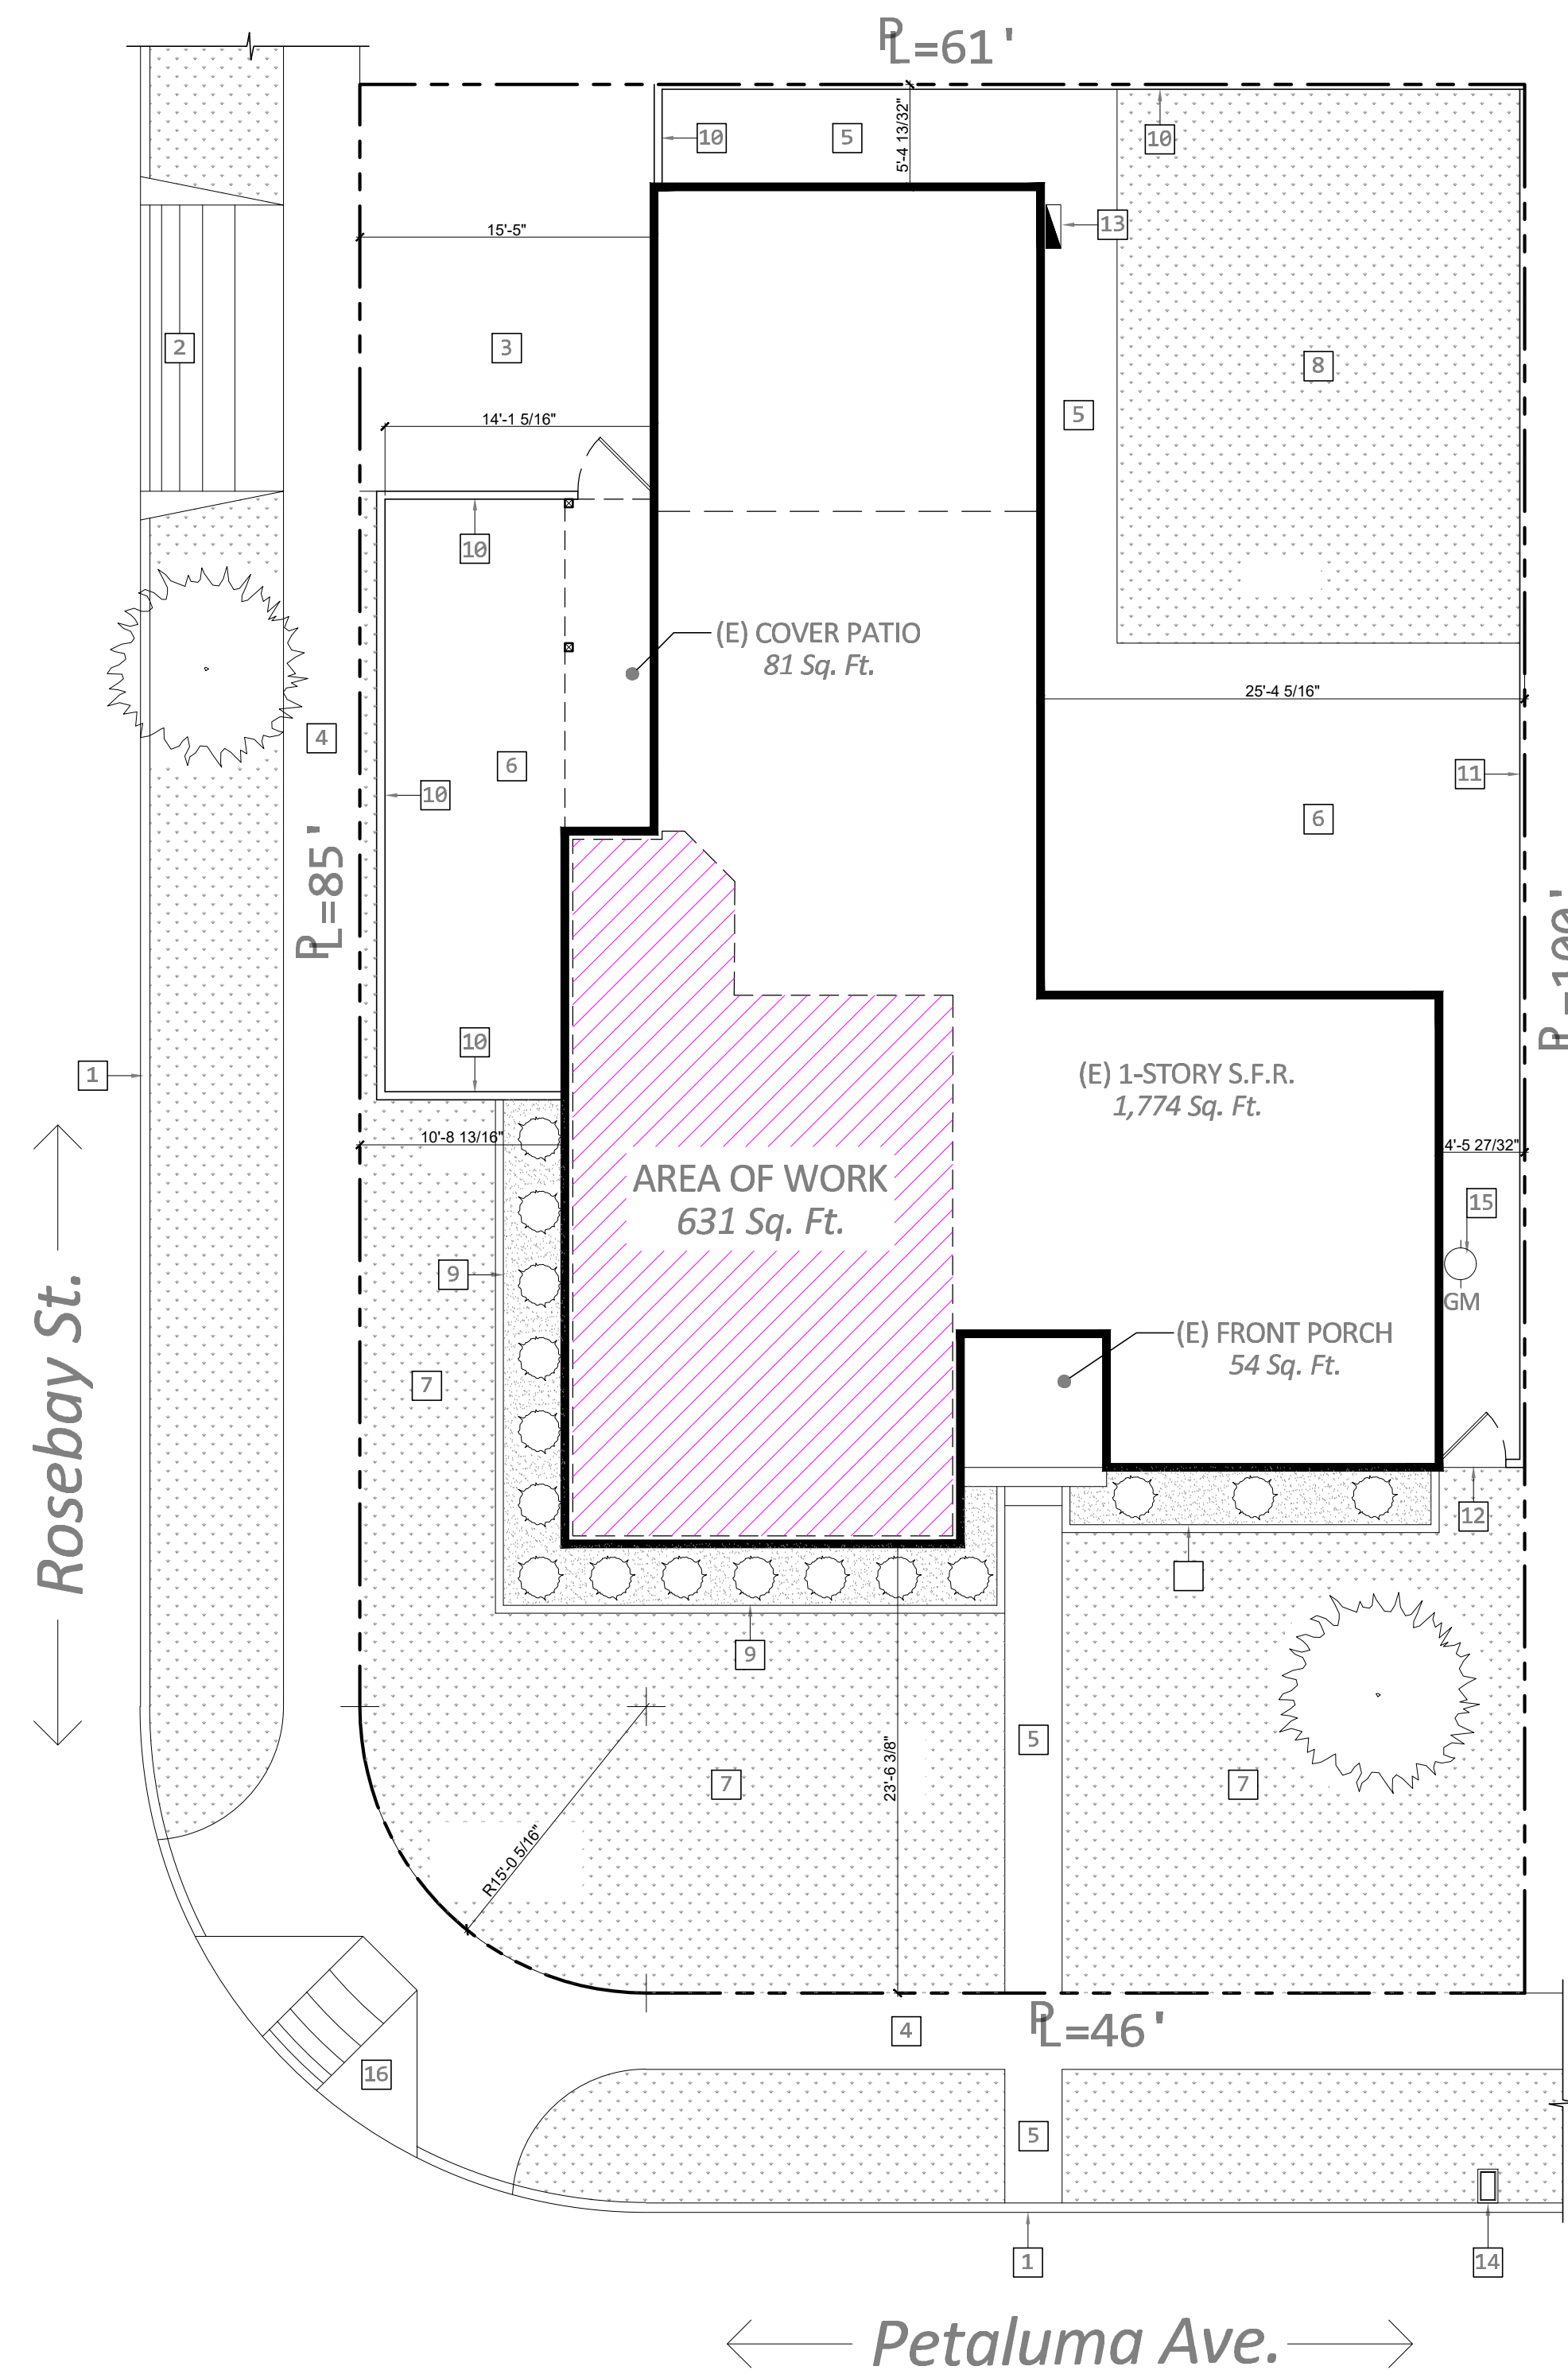 PL=61'
10
5
5'-4 13/32"
10
13
15'-5"
2
3
8
5
14'-1 5/16"
10
(E) COVER PATIO
81 Sq. Ft.
25'-4 5/16"
4
6
11
10
6
PL=85'
PL=100'
10
1
(E) 1-STORY S.F.R.
1,774 Sq. Ft.
10'-8 13/16"
4'-5 27/32"
AREA OF WORK
631 Sq. Ft.
15
9
GM
(E) FRONT PORCH
54 Sq. Ft.
7
Rosebay St.
12
9
5
23'-6 3/8"
7
7
R15'-0 5/16"
4
PL=46'
16
5
1
14
Petaluma Ave.